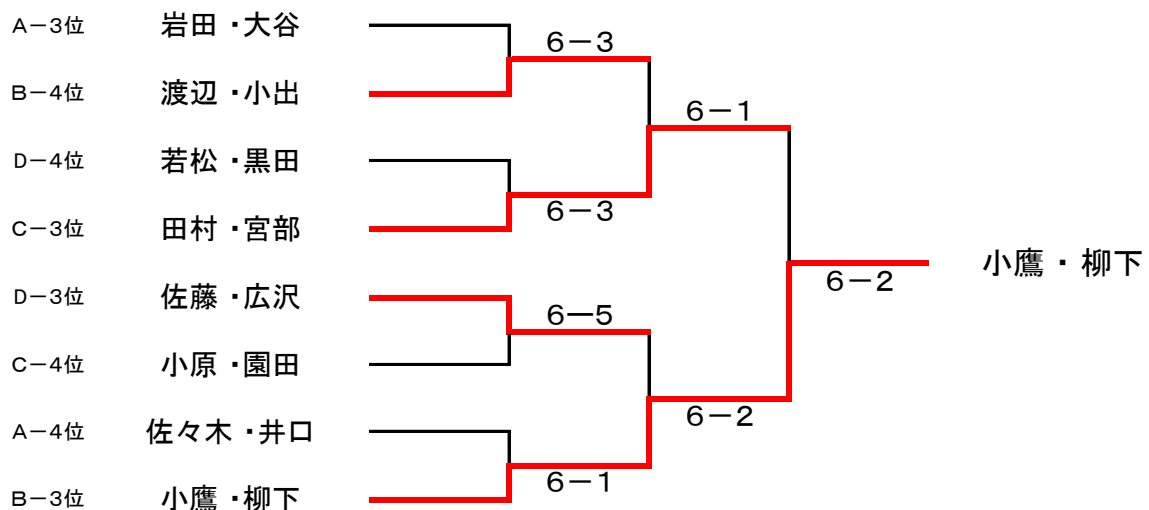 A－3位 岩田・大谷
6－3
B－4位 渡辺・小出
6－1
D－4位 若松・黒田
6－3
C－3位 田村・宮部
小鷹・柳下
6－2
D－3位 佐藤・広沢
6－5
C－4位 小原・園田
6－2
A－4位 佐々木・井口
6－1
B－3位 小鷹・柳下